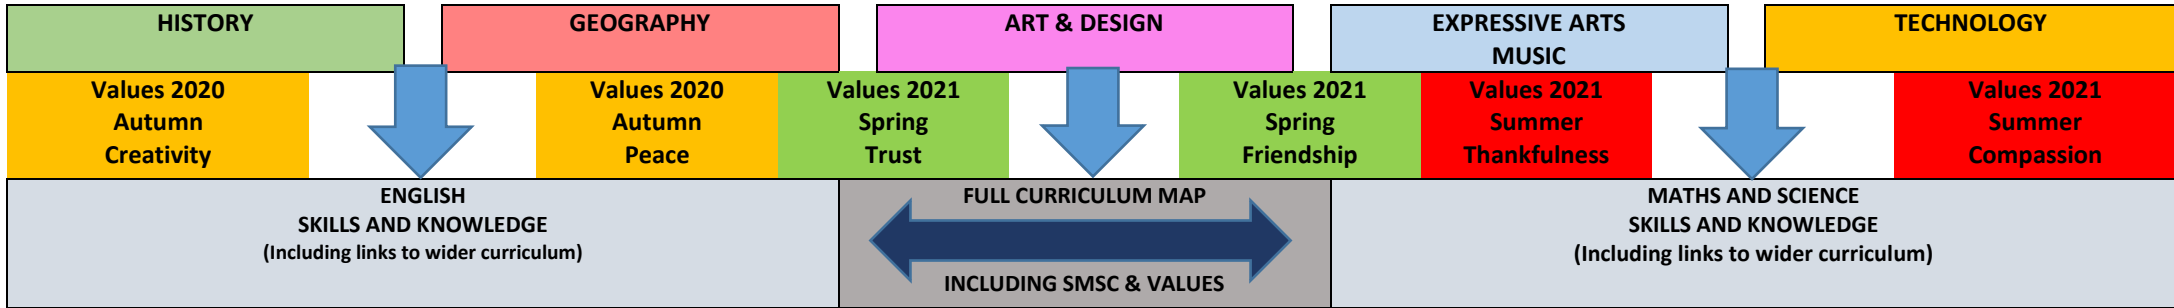 HISTORY
GEOGRAPHY
ART & DESIGN
EXPRESSIVE ARTS
MUSIC
TECHNOLOGY
Values 2020
Autumn
Creativity
Values 2020
Autumn
Peace
Values 2021
Spring
Trust
Values 2021
Spring
Friendship
Values 2021
Summer
Thankfulness
Values 2021
Summer
Compassion
ENGLISH
SKILLS AND KNOWLEDGE
(Including links to wider curriculum)
FULL CURRICULUM MAP
INCLUDING SMSC & VALUES
MATHS AND SCIENCE
SKILLS AND KNOWLEDGE
(Including links to wider curriculum)